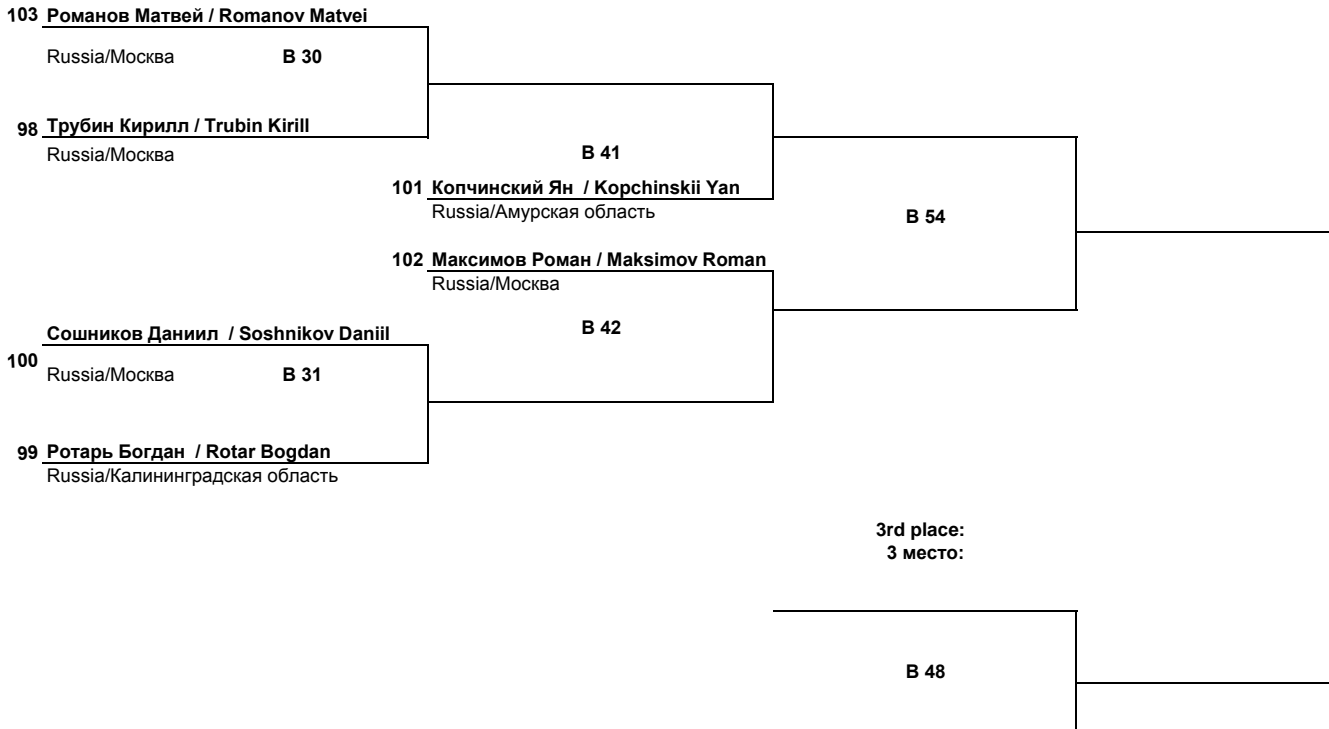 103 Романов Матвей / Romanov Matvei
Russia/Москва B 30
98 Трубин Кирилл / Trubin Kirill
Russia/Москва B 41
101 Копчинский Ян / Kopchinskii Yan
Russia/Амурская область B 54
102 Максимов Роман / Maksimov Roman
Russia/Москва
Сошников Даниил / Soshnikov Daniil B 42
100
Russia/Москва B 31
99 Ротарь Богдан / Rotar Bogdan
Russia/Калининградская область
3rd place:
3 место:
B 48